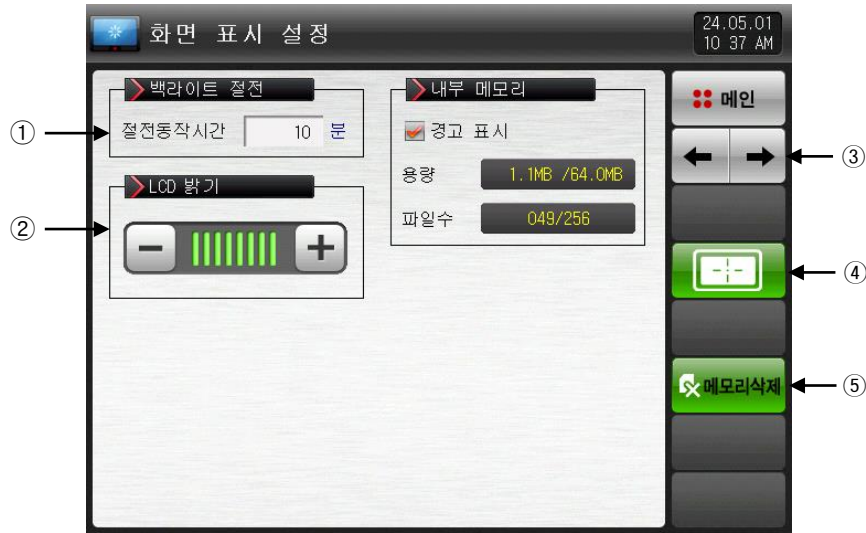 화면 표시 설정
24.05.01
10 37 AM
백라이트 절전
① 절전동작시간 10 분
② LCD 밝기
− +
내부 메모리
경고 표시
용량 1.1MB /64.0MB
파일수 049/256
메인
← → ③
④
메모리삭제 ⑤